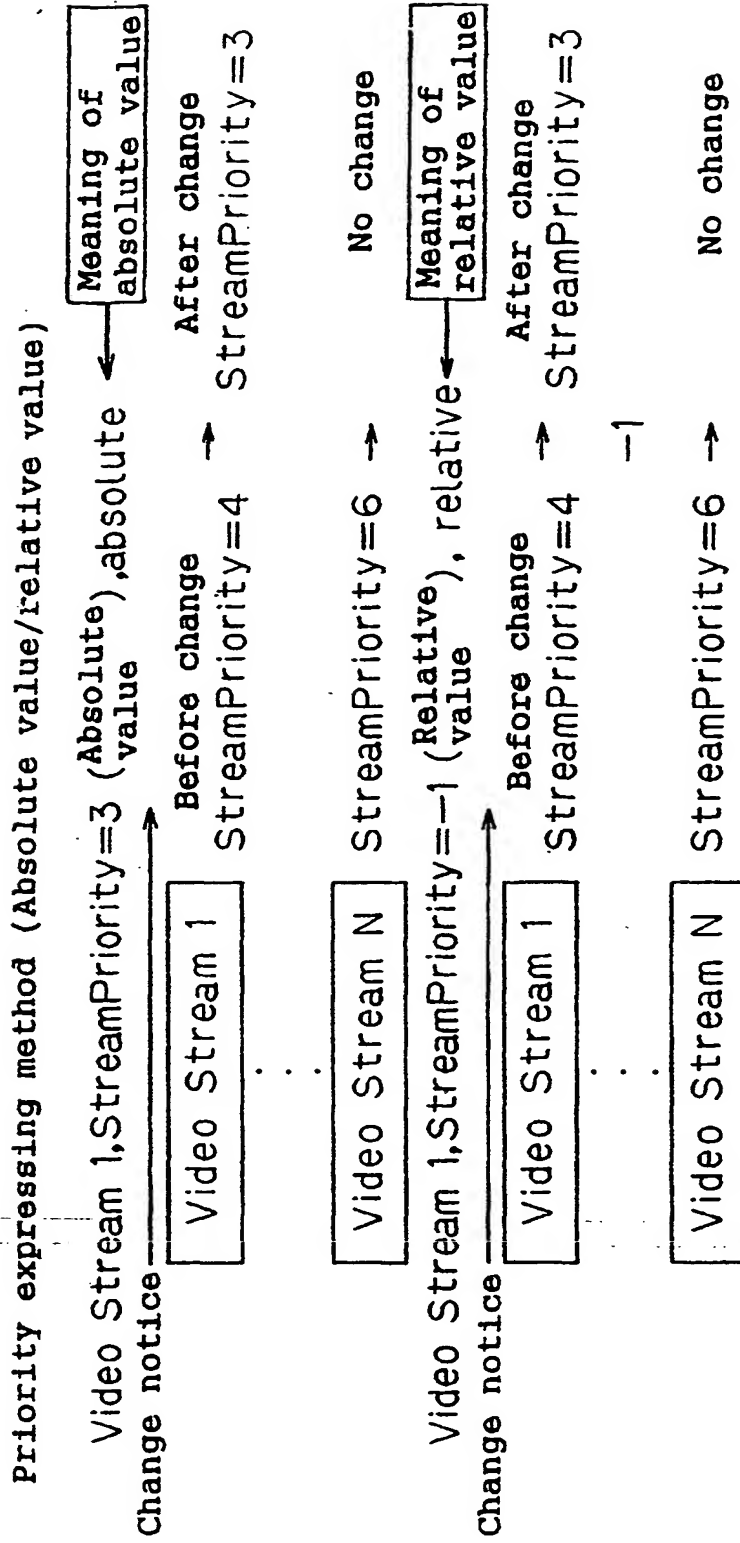 Priority expressing method (Absolute value/relative value)
Video Stream 1,StreamPriority=3 (Absolute value),absolute
Meaning of
absolute value
Change notice
Before change
After change
Video Stream 1
StreamPriority=4 → StreamPriority=3
Video Stream N
StreamPriority=6 → No change
Video Stream 1,StreamPriority=-1 (Relative value), relative
Meaning of
relative value
Change notice
Before change
After change
Video Stream 1
StreamPriority=4 → StreamPriority=3
-1
Video Stream N
StreamPriority=6 → No change